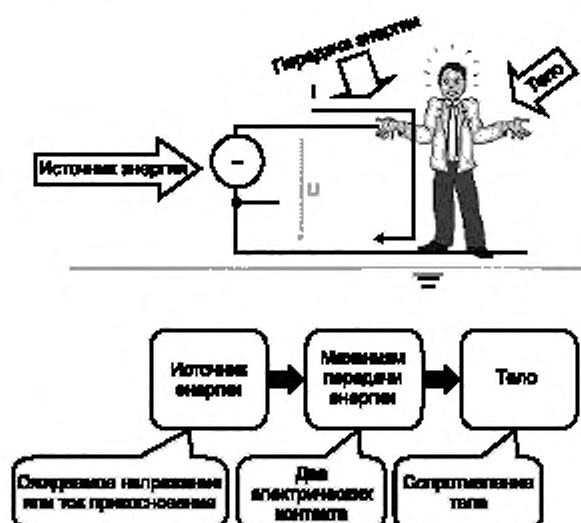 Передача энергии
Тело
I
Источник энергии
U
Источник
энергии
Механизм
передачи
энергии
Тело
Ожидаемое напряжение
или ток прикосновения
Два
электрических
контакта
Сопротивление
тела